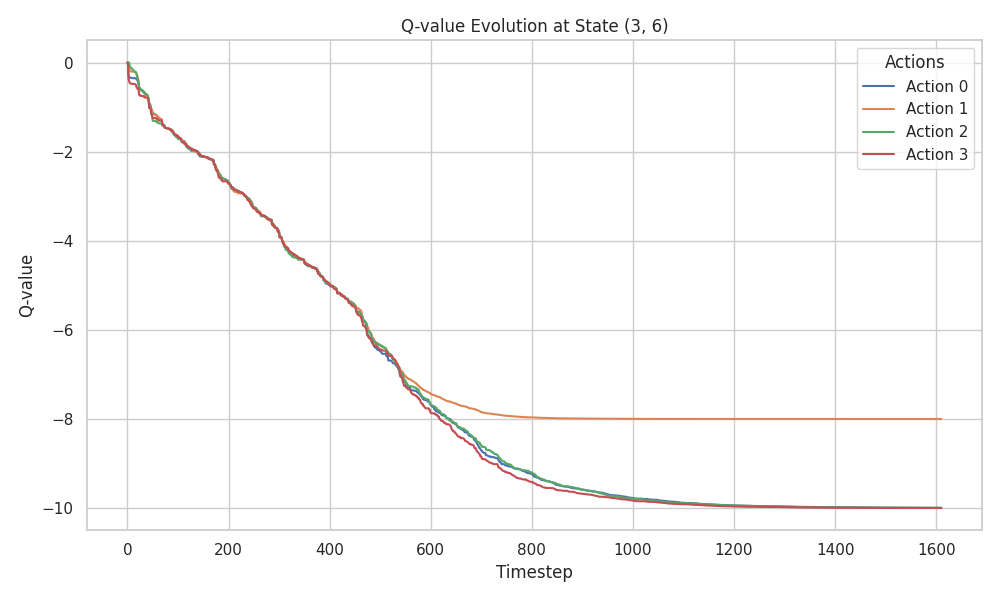 Q-value Evolution at State (3, 6)
Q-value
0
−2
−4
−6
−8
−10
Actions
Action 0
Action 1
Action 2
Action 3
0 200 400 600 800 1000 1200 1400 1600
Timestep